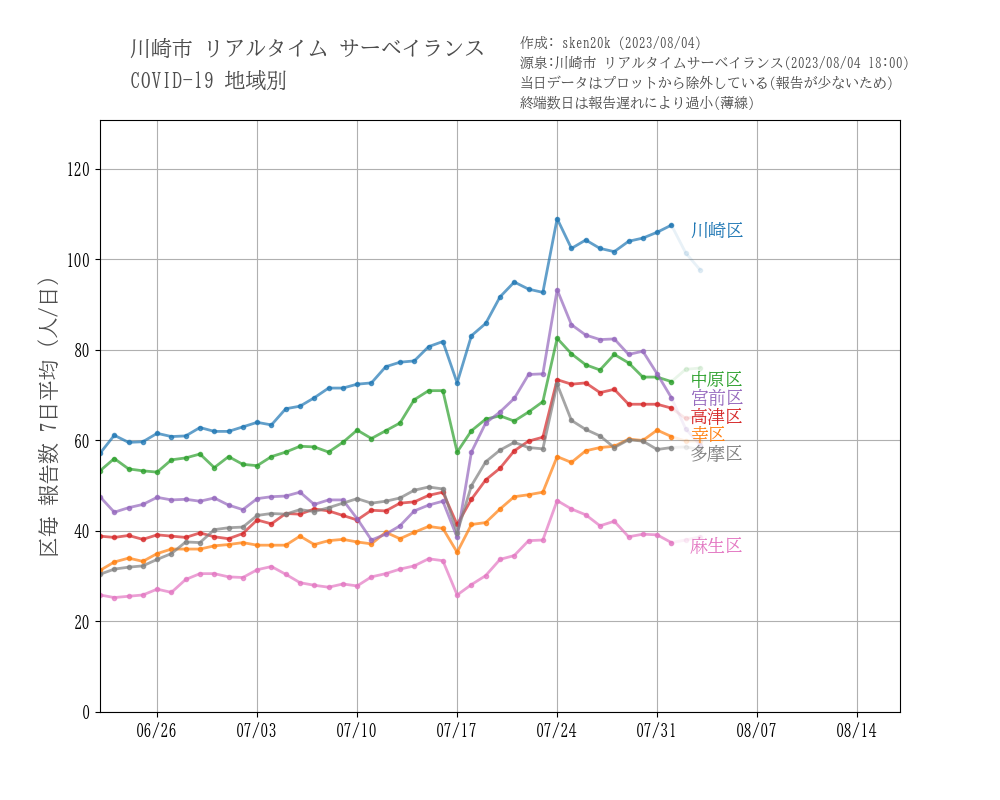 川崎市 リアルタイム サーベイランス
COVID-19 地域別
作成: sken20k (2023/08/04)
源泉:川崎市 リアルタイムサーベイランス(2023/08/04 18:00)
当日データはプロットから除外している(報告が少ないため)
終端数日は報告遅れにより過小(薄線)
区毎 報告数 7日平均 (人/日)
120
100
80
60
40
20
0
川崎区
中原区
宮前区
高津区
幸区
多摩区
麻生区
06/26
07/03
07/10
07/17
07/24
07/31
08/07
08/14